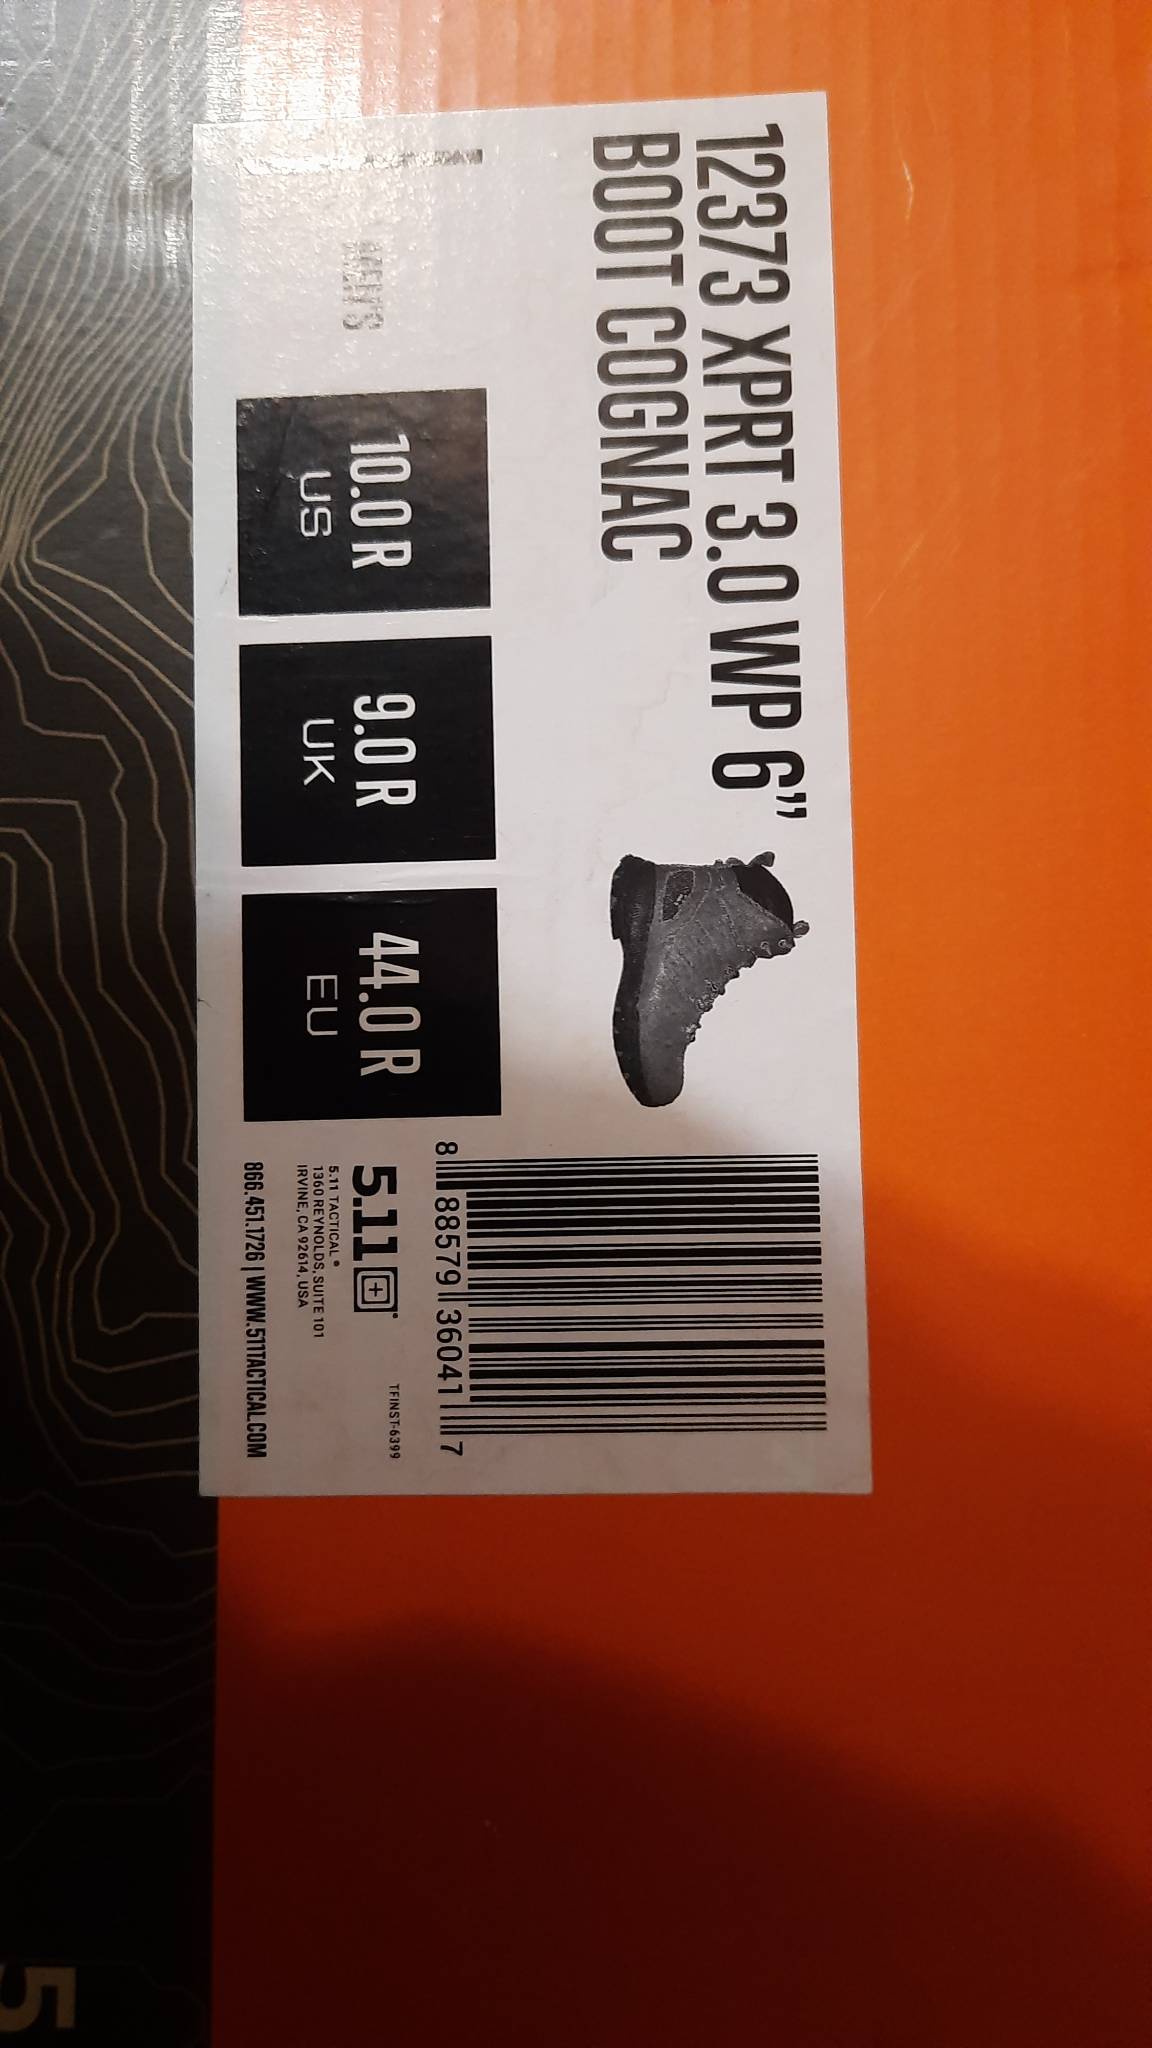 12373 XPRT 3.0 WP 6”
BOOT COGNAC
MEN'S
10.0 R
US
9.0 R
UK
44.0 R
EU
8 88579 36041 7
TFINST-6399
5.11
5.11 TACTICAL®
1360 REYNOLDS, SUITE 101
IRVINE, CA 92614, USA
866.451.1726 | WWW.511TACTICAL.COM
5